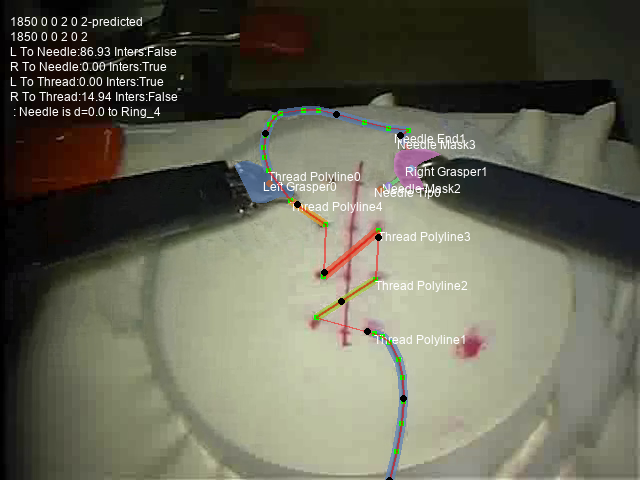 1850 0 0 2 0 2-predicted
1850 0 0 2 0 2
L To Needle:86.93 Inters:False
R To Needle:0.00 Inters:True
L To Thread:0.00 Inters:True
R To Thread:14.94 Inters:False
: Needle is d=0.0 to Ring_4
Needle End1
Needle Mask3
Right Grasper1
Thread Polyline0
Left Grasper0
Needle Mask2
Needle Tip0
Thread Polyline4
Thread Polyline3
Thread Polyline2
Thread Polyline1